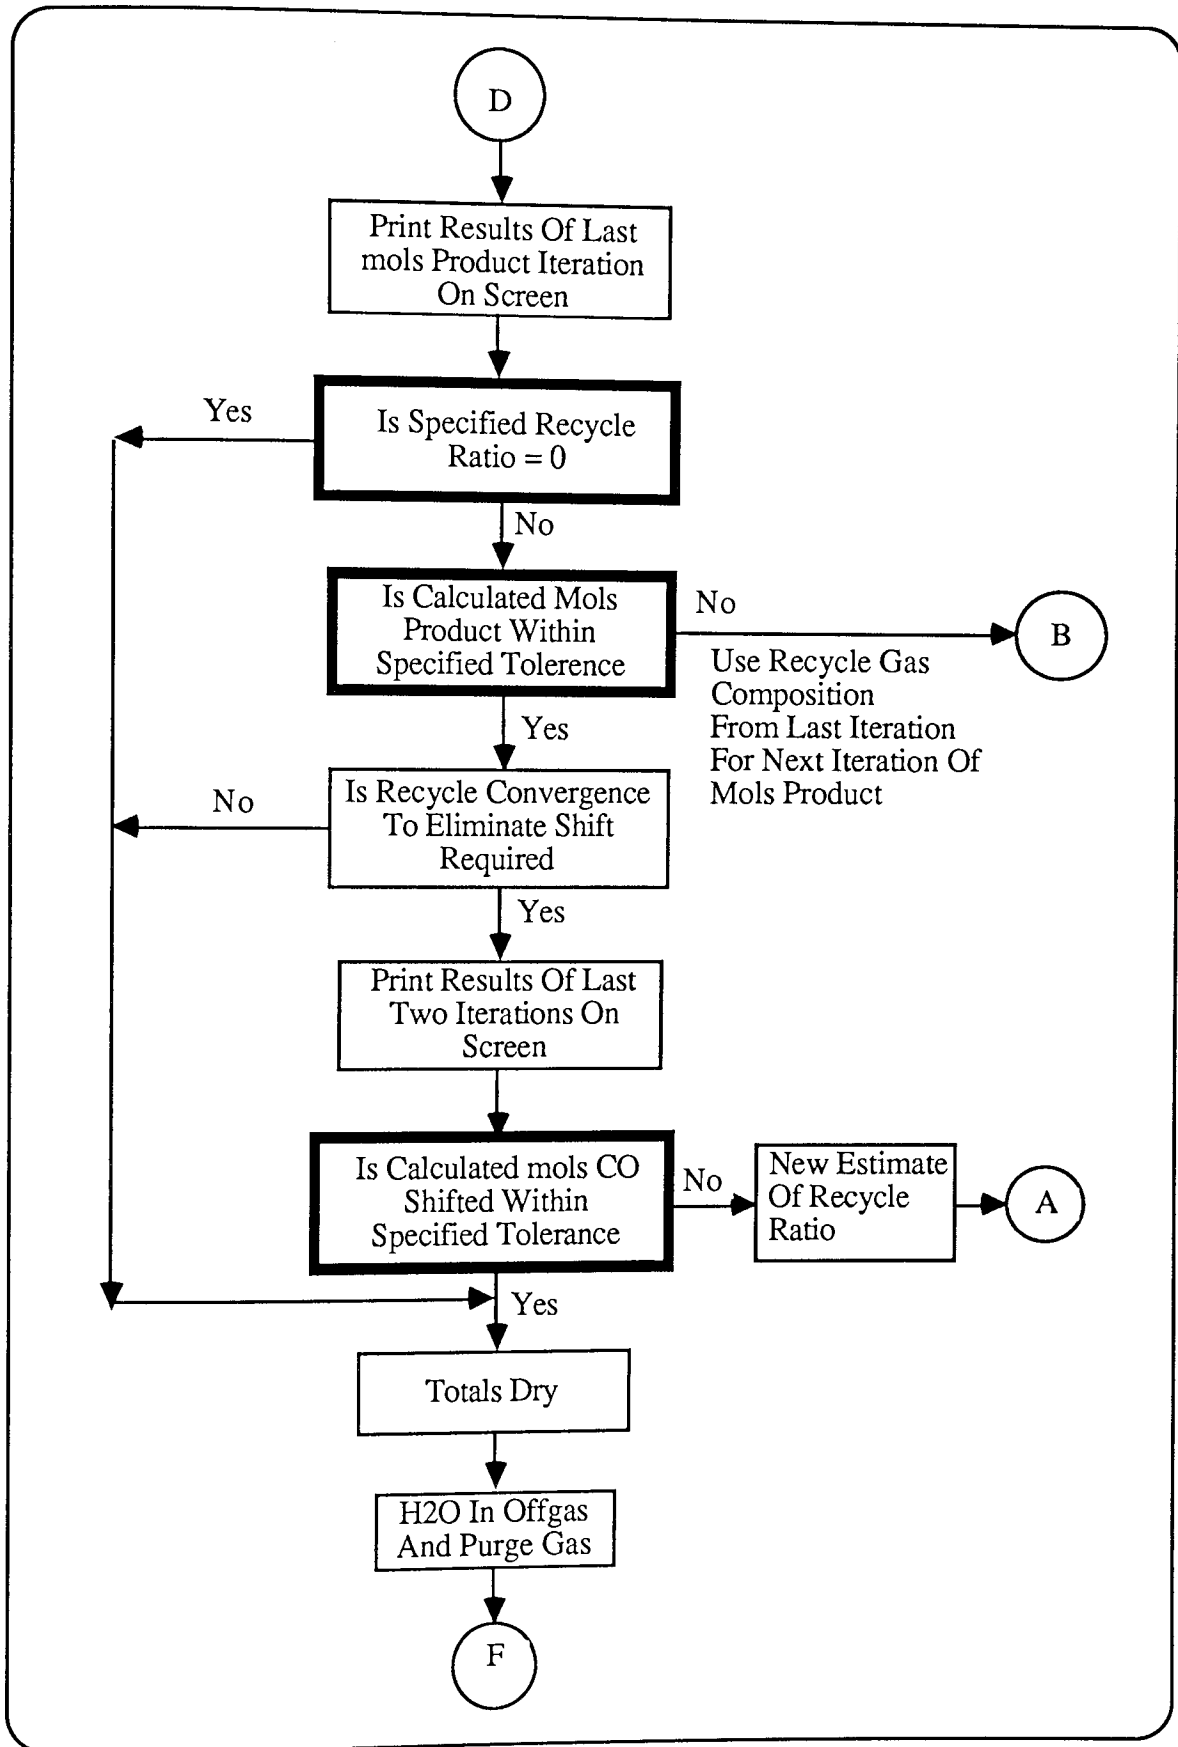 D
Print Results Of Last
mols Product Iteration
On Screen
Yes
Is Specified Recycle
Ratio = 0
No
Is Calculated Mols
Product Within
Specified Tolerence
No
B
Use Recycle Gas
Composition
From Last Iteration
For Next Iteration Of
Mols Product
Yes
No
Is Recycle Convergence
To Eliminate Shift
Required
Yes
Print Results Of Last
Two Iterations On
Screen
Is Calculated mols CO
Shifted Within
Specified Tolerance
No
New Estimate
Of Recycle
Ratio
A
Yes
Totals Dry
H2O In Offgas
And Purge Gas
F